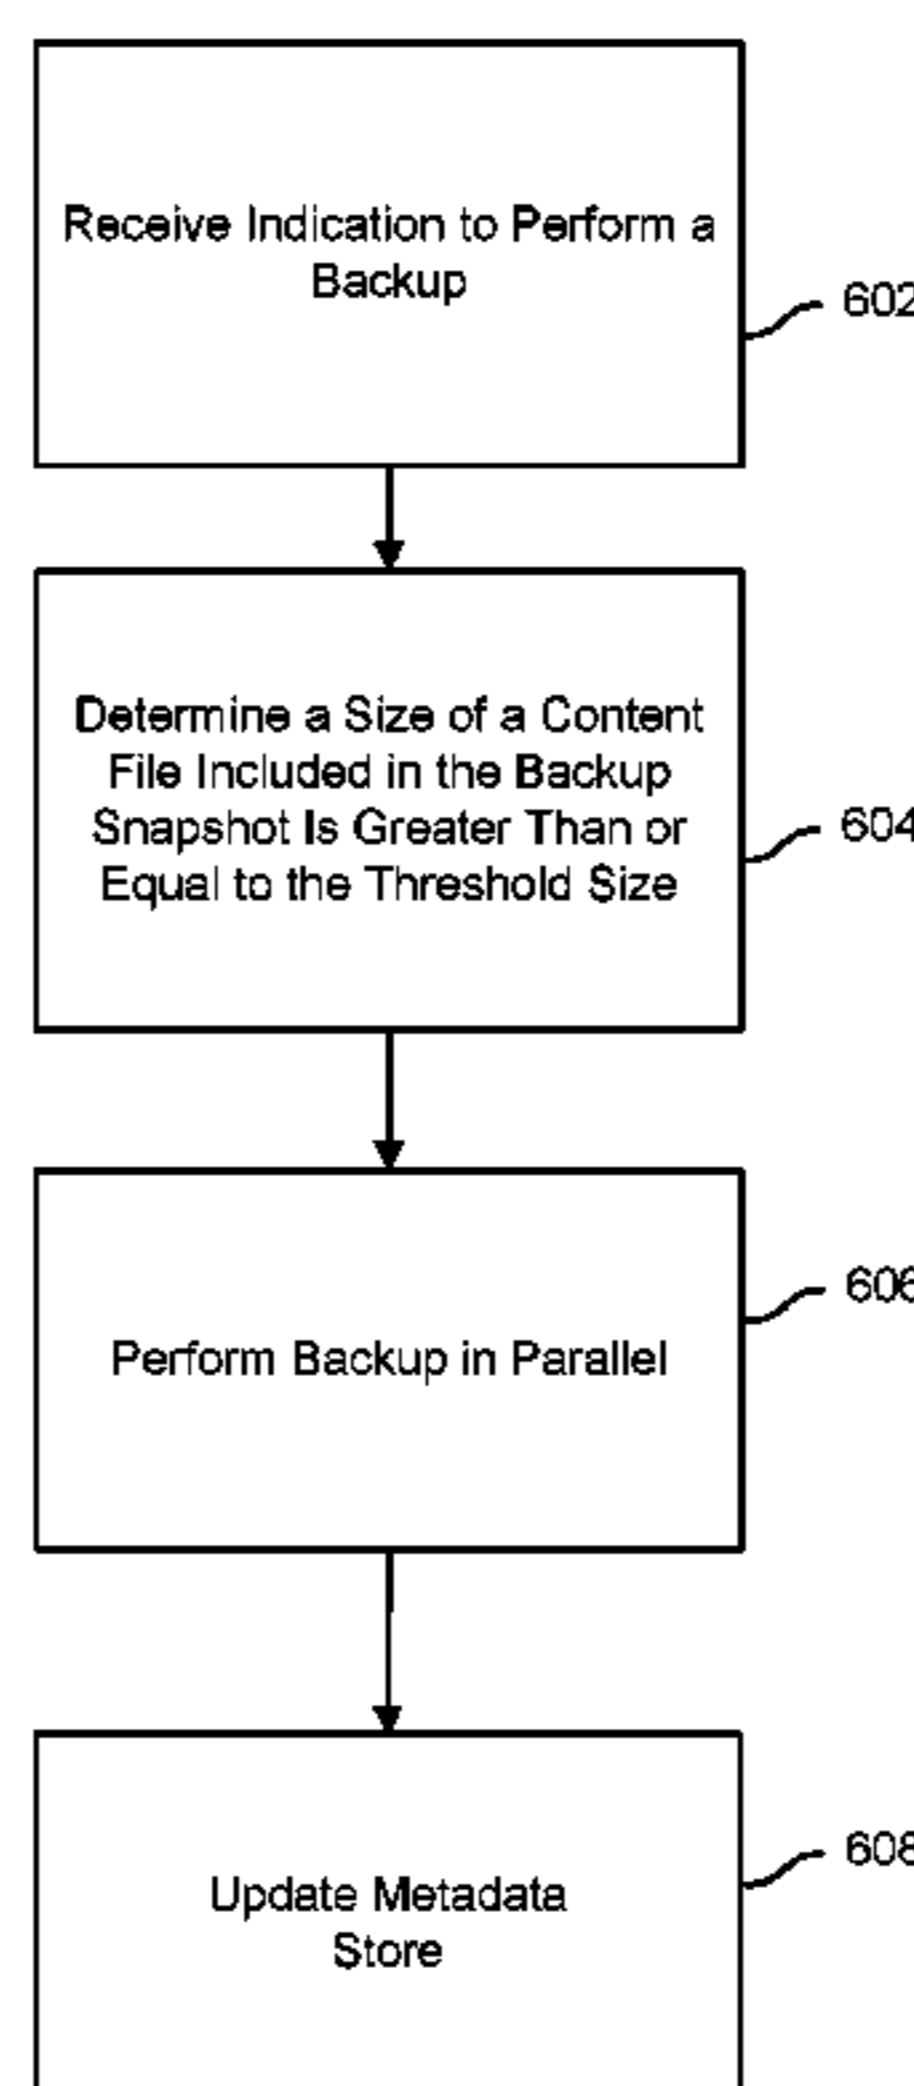 Receive Indication to Perform a
Backup
602
Determine a Size of a Content
File Included in the Backup
Snapshot Is Greater Than or
Equal to the Threshold Size
604
606
Perform Backup in Parallel
608
Update Metadata
Store